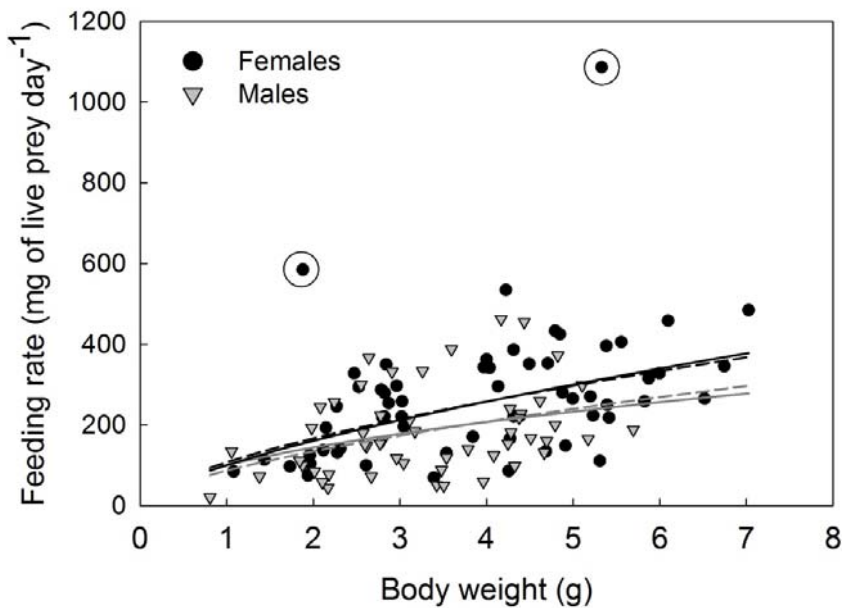 1200
1000
800
600
400
200
0
Feeding rate (mg of live prey day⁻¹)
Females
Males
0 1 2 3 4 5 6 7 8
Body weight (g)